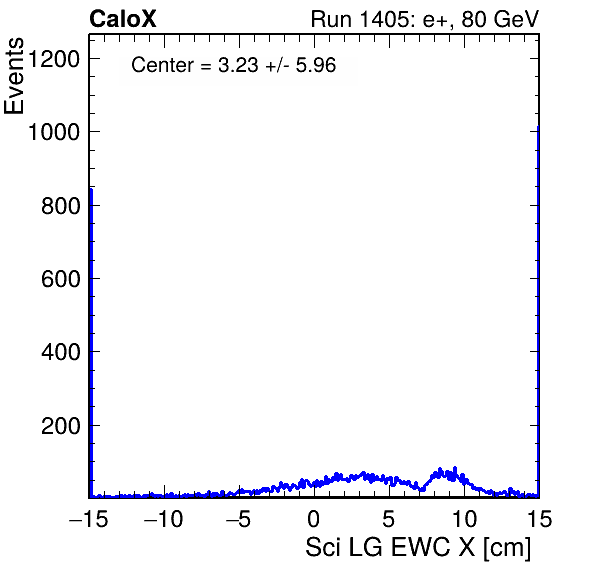 CaloX Run 1405: e+, 80 GeV
Events
Center = 3.23 +/- 5.96
1200
1000
800
600
400
200
−15 −10 −5 0 5 10 15
Sci LG EWC X [cm]